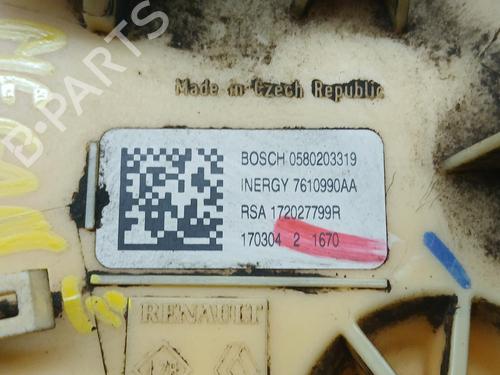 B-PARTS
Made in Czech Republic
BOSCH 0580203319
INERGY 7610990AA
RSA 172027799R
170304 2 1670
RENAULT